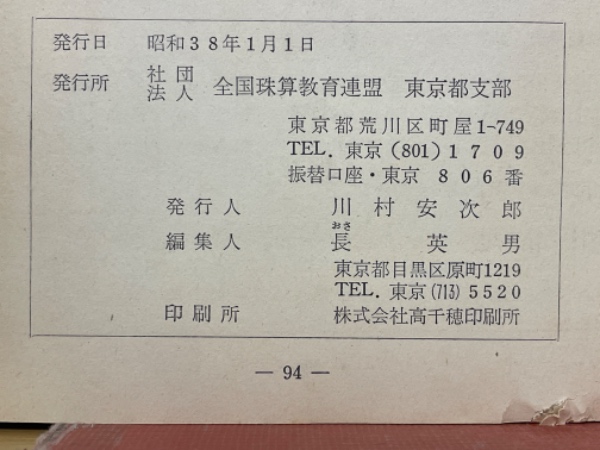 発行日 昭和38年1月1日
発行所 社団法人 全国珠算教育連盟 東京都支部
東京都荒川区町屋1-749
TEL. 東京(801)1709
振替口座・東京 806番
発行人 川村安次郎
編集人 長英男
おさ
東京都目黒区原町1219
TEL. 東京(713)5520
印刷所 株式会社高千穂印刷所
— 94 —